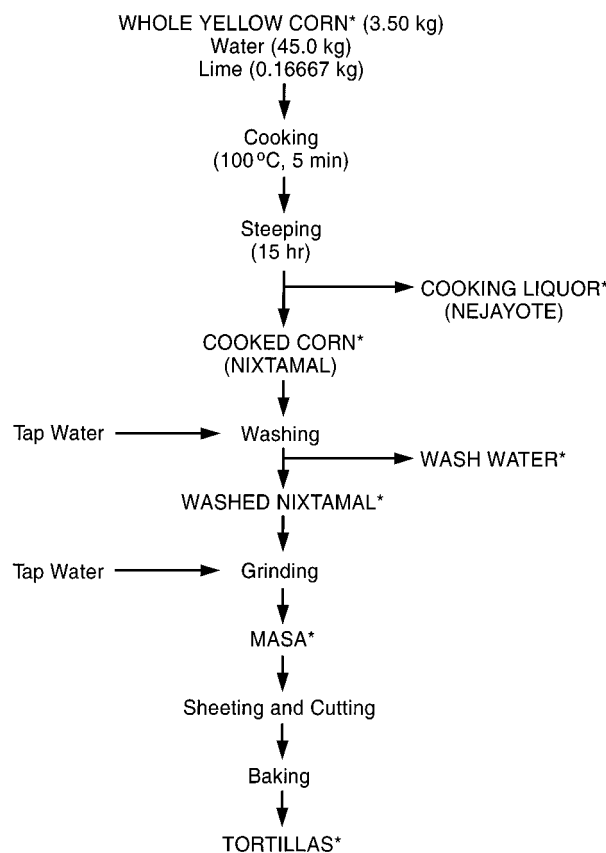 WHOLE YELLOW CORN* (3.50 kg)
Water (45.0 kg)
Lime (0.16667 kg)
Cooking
(100°C, 5 min)
Steeping
(15 hr)
COOKING LIQUOR*
(NEJAYOTE)
COOKED CORN*
(NIXTAMAL)
Tap Water
Washing
WASH WATER*
WASHED NIXTAMAL*
Tap Water
Grinding
MASA*
Sheeting and Cutting
Baking
TORTILLAS*